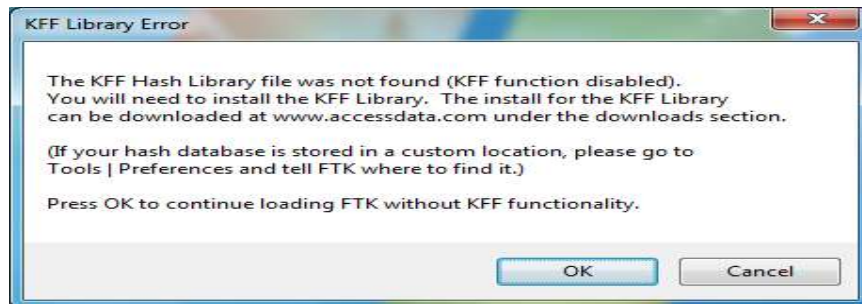 KFF Library Error
The KFF Hash Library file was not found (KFF function disabled).
You will need to install the KFF Library.  The install for the KFF Library
can be downloaded at www.accessdata.com under the downloads section.
(If your hash database is stored in a custom location, please go to
Tools | Preferences and tell FTK where to find it.)
Press OK to continue loading FTK without KFF functionality.
OK
Cancel